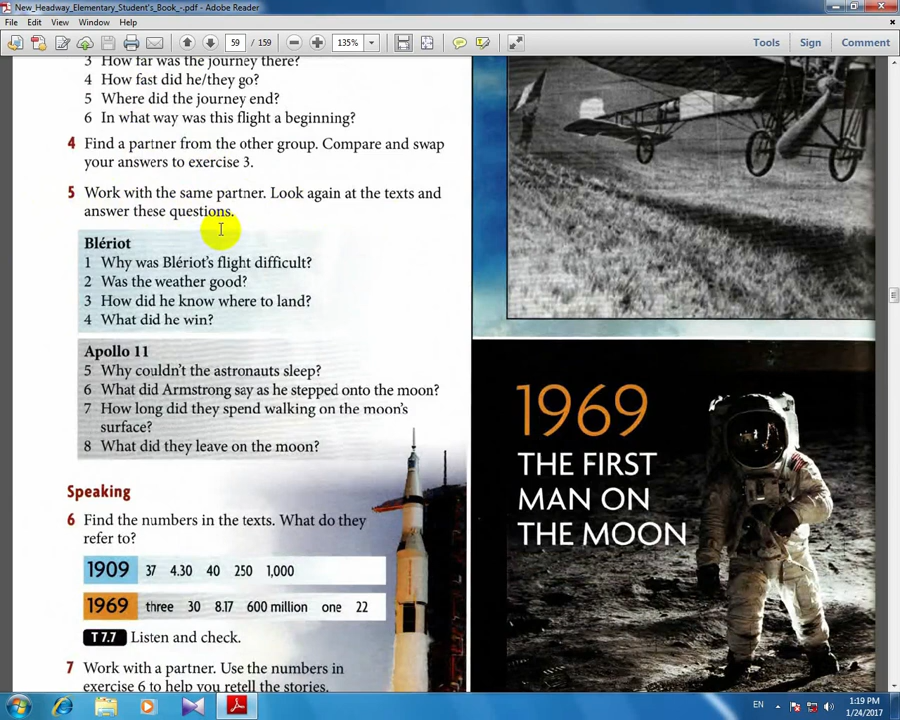 New_Headway_Elementary_Student's_Book_-.pdf - Adobe Reader
File Edit View Window Help
59 / 159 135% Tools Sign Comment
3 How far was the journey there?
4 How fast did he/they go?
5 Where did the journey end?
6 In what way was this flight a beginning?
4 Find a partner from the other group. Compare and swap
your answers to exercise 3.
5 Work with the same partner. Look again at the texts and
answer these questions.
Blériot
1 Why was Blériot's flight difficult?
2 Was the weather good?
3 How did he know where to land?
4 What did he win?
Apollo 11
5 Why couldn't the astronauts sleep?
6 What did Armstrong say as he stepped onto the moon?
7 How long did they spend walking on the moon's
surface?
8 What did they leave on the moon?
Speaking
6 Find the numbers in the texts. What do they
refer to?
1909 37 4.30 40 250 1,000
1969 three 30 8.17 600 million one 22
T 7.7 Listen and check.
7 Work with a partner. Use the numbers in
exercise 6 to help you retell the stories.
1969
THE FIRST
MAN ON
THE MOON
EN 1:19 PM
1/24/2017